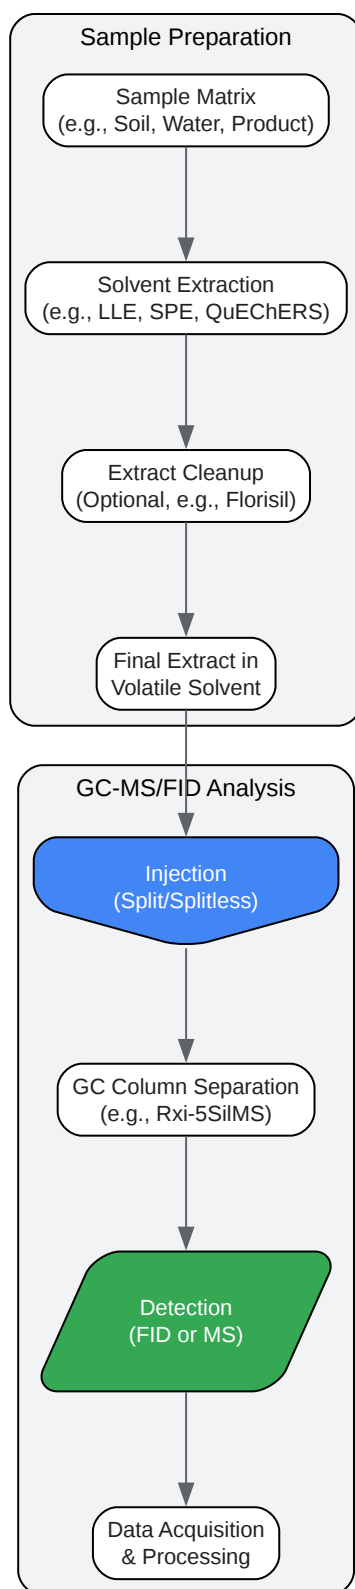 Sample Preparation
Sample Matrix
(e.g., Soil, Water, Product)
Solvent Extraction
(e.g., LLE, SPE, QuEChERS)
Extract Cleanup
(Optional, e.g., Florisil)
Final Extract in
Volatile Solvent
GC-MS/FID Analysis
Injection
(Split/Splitless)
GC Column Separation
(e.g., Rxi-5SilMS)
Detection
(FID or MS)
Data Acquisition
& Processing